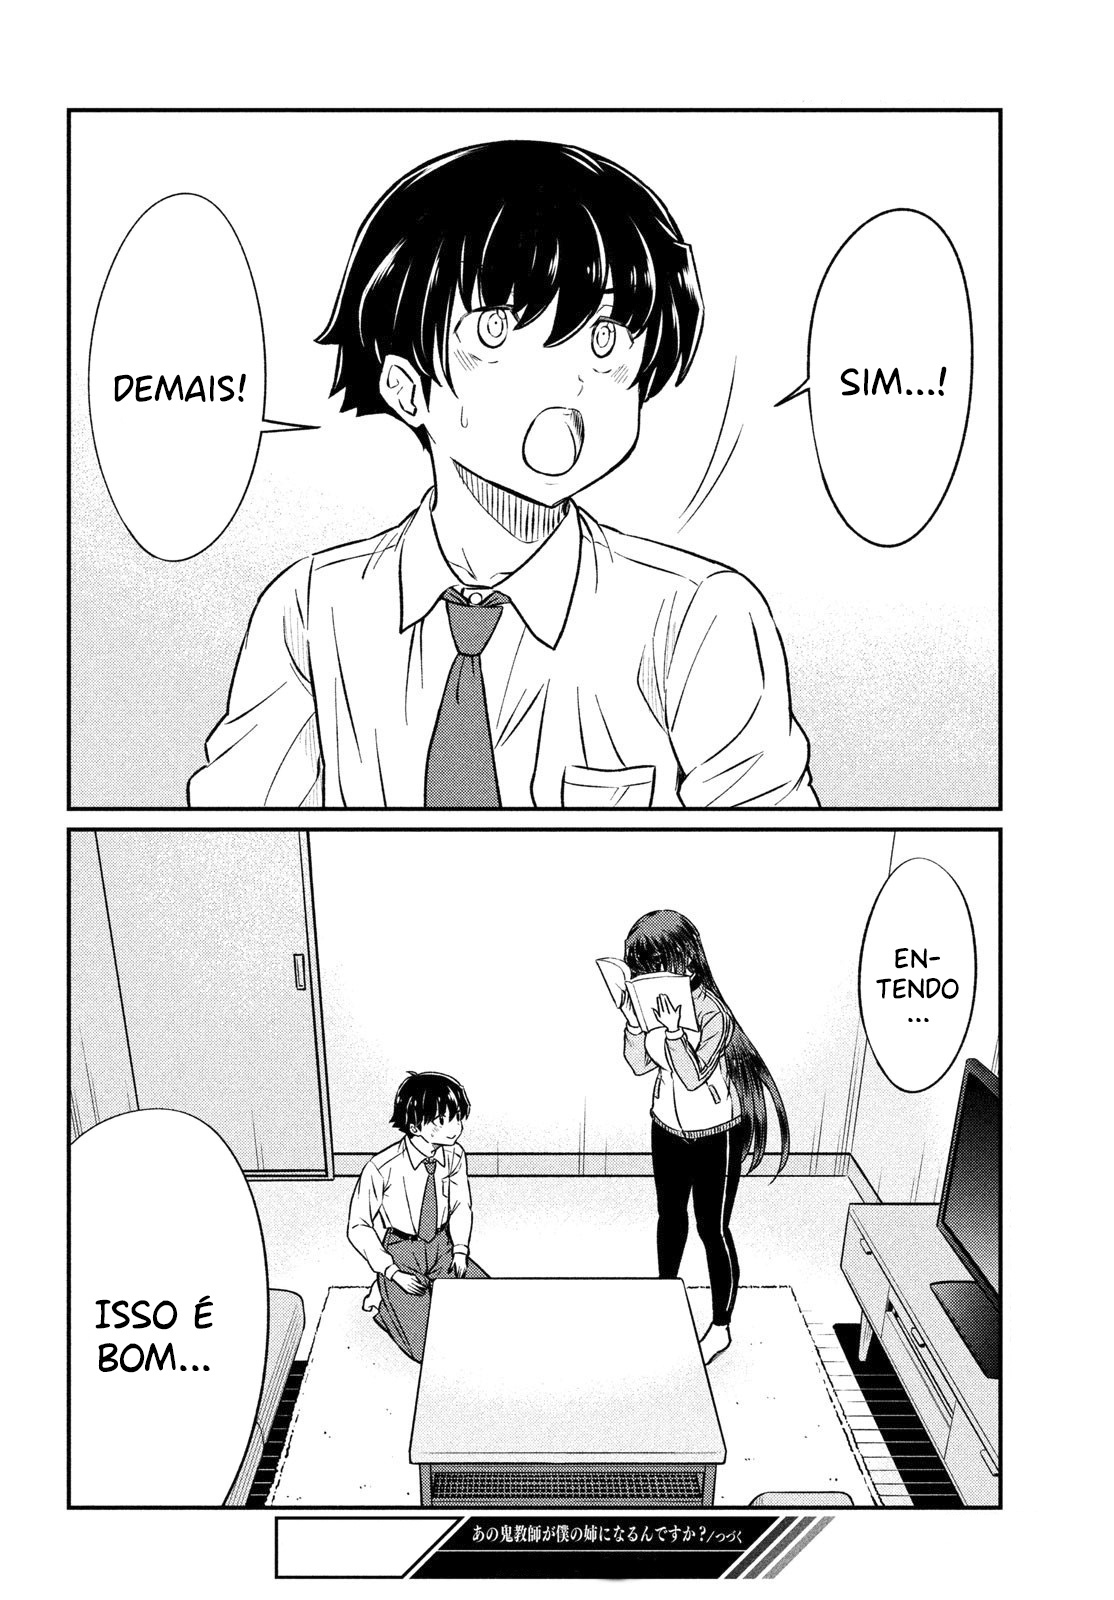 SIM...!
DEMAIS!
EN-
TENDO
...
ISSO É
BOM...
あの鬼教師が僕の姉になるんですか?/つづく